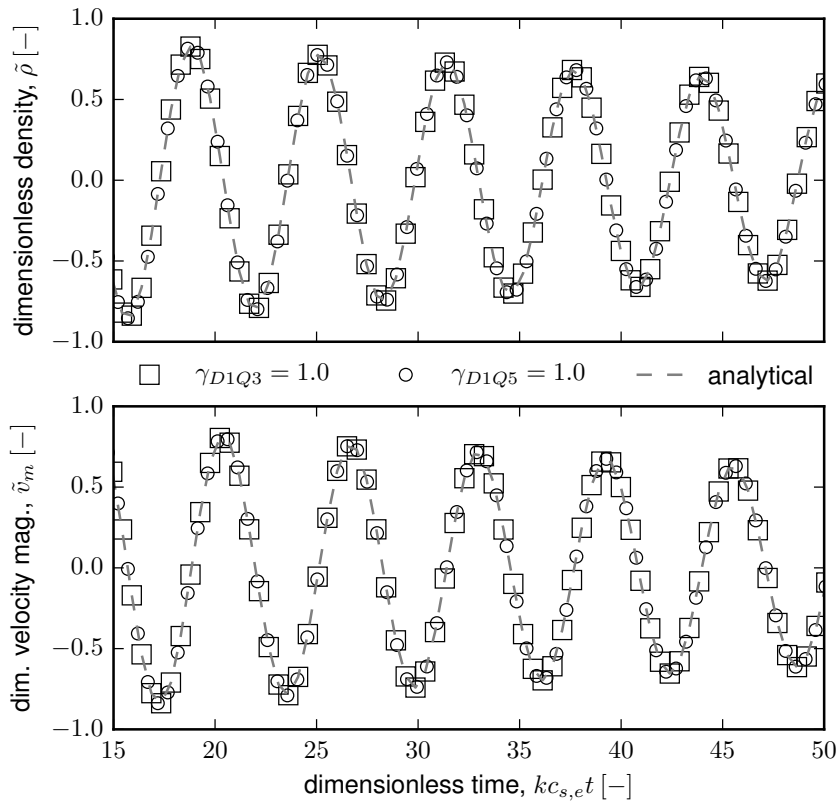 1.0
0.5
0.0
−0.5
−1.0
dimensionless density, ρ̃ [−]
γ_{D1Q3} = 1.0 γ_{D1Q5} = 1.0 analytical
1.0
0.5
0.0
−0.5
−1.0
dim. velocity mag., ṽ_m [−]
15 20 25 30 35 40 45 50
dimensionless time, kc_{s,e}t [−]